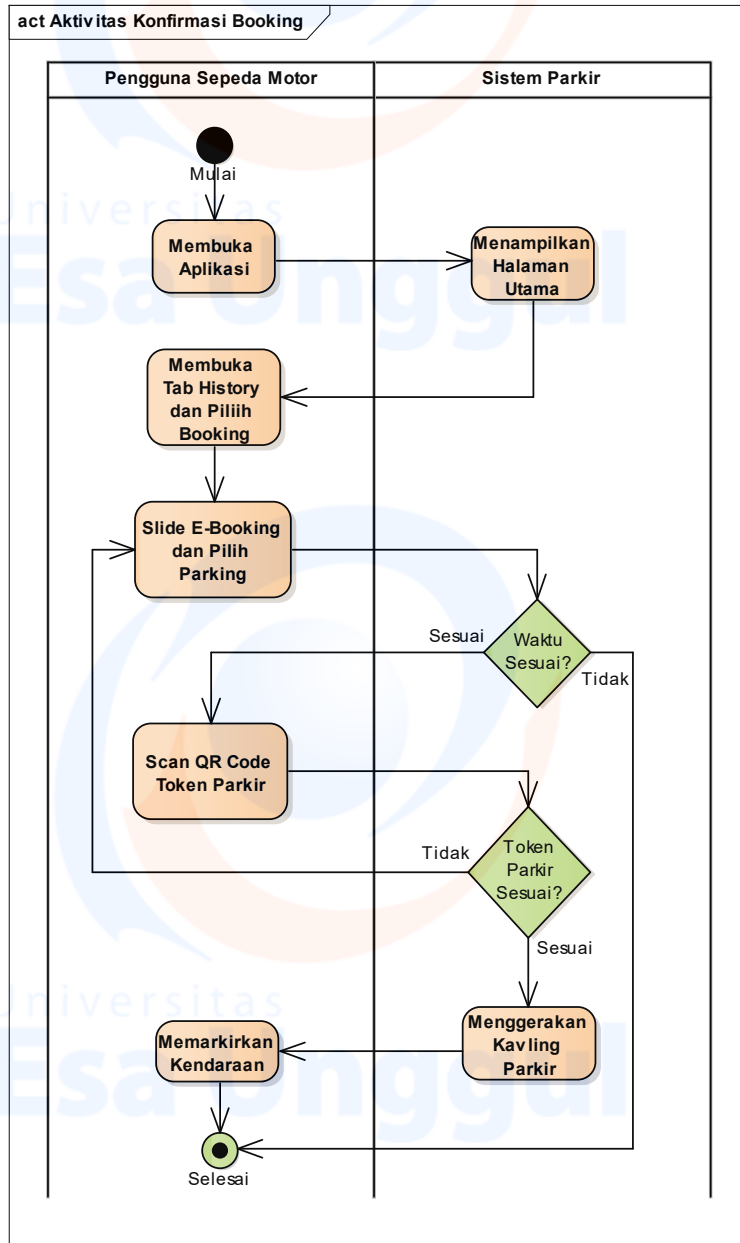 act Aktivitas Konfirmasi Booking
Pengguna Sepeda Motor
Sistem Parkir
Mulai
Universitas
Esa Unggul
Membuka
Aplikasi
Menampilkan
Halaman
Utama
Membuka
Tab History
dan Piliih
Booking
Slide E-Booking
dan Pilih
Parking
Sesuai
Waktu
Sesuai?
Tidak
Scan QR Code
Token Parkir
Tidak
Token
Parkir
Sesuai?
Sesuai
Universitas
Esa Unggul
Menggerakan
Kavling
Parkir
Memarkirkan
Kendaraan
Selesai